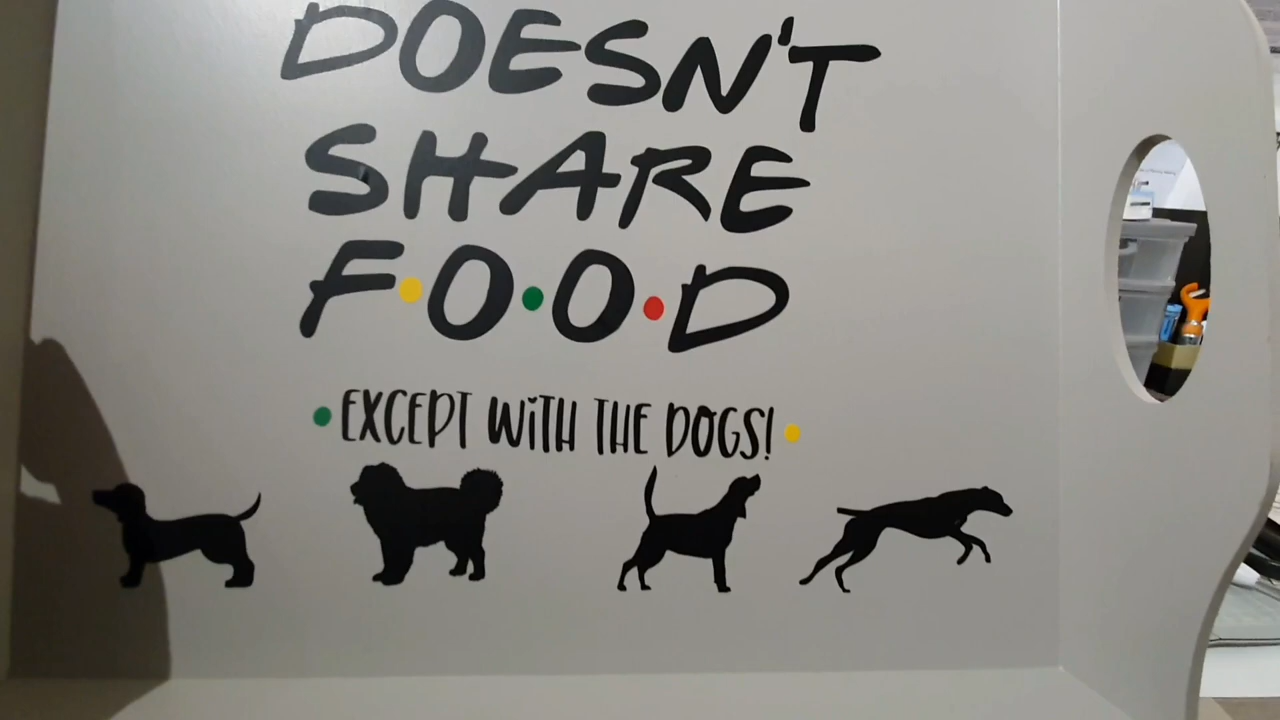 DOESN'T
SHARE
F•O•O•D
•EXCEPT WiTH THE DOGS!•